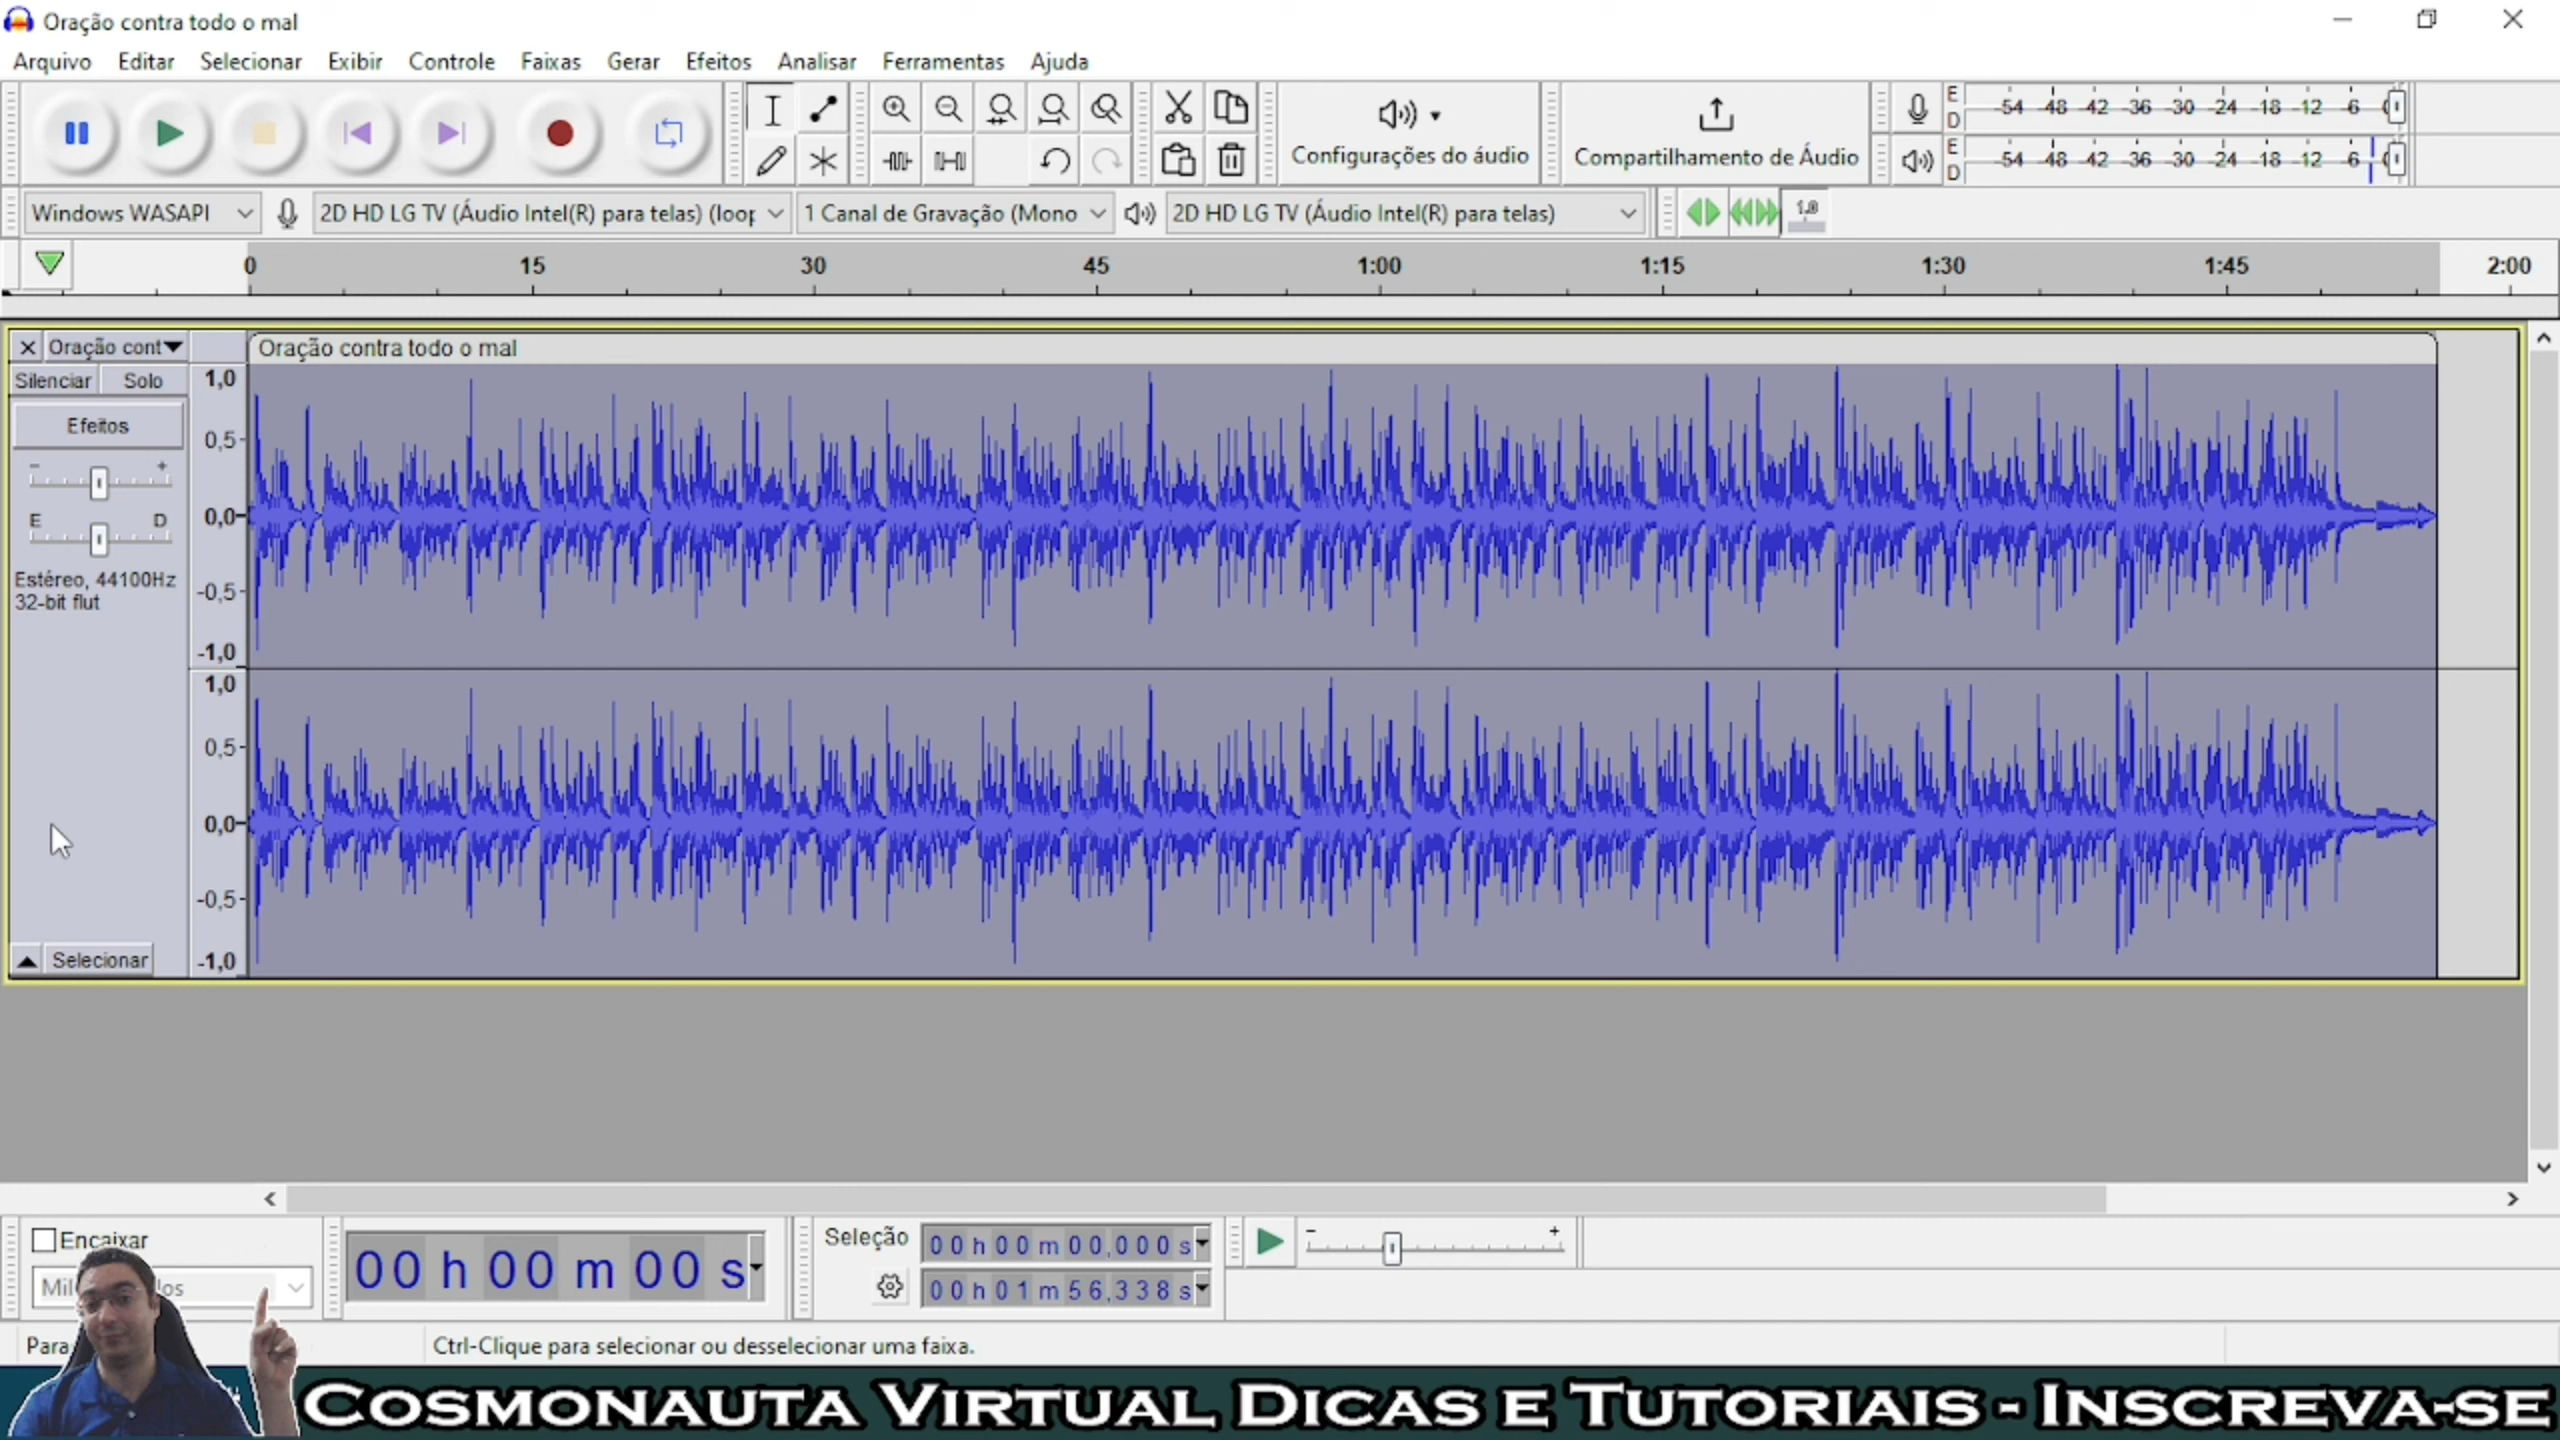 Oração contra todo o mal
Arquivo Editar Selecionar Exibir Controle Faixas Gerar Efeitos Analisar Ferramentas Ajuda
Configurações do áudio
Compartilhamento de Áudio
E
D
-54 -48 -42 -36 -30 -24 -18 -12 -6
E
D
-54 -48 -42 -36 -30 -24 -18 -12 -6
Windows WASAPI
2D HD LG TV (Áudio Intel(R) para telas) (loop
1 Canal de Gravação (Mono
2D HD LG TV (Áudio Intel(R) para telas)
1.0
0 15 30 45 1:00 1:15 1:30 1:45 2:00
Oração cont
Oração contra todo o mal
Silenciar Solo
Efeitos
- +
E D
Estéreo, 44100Hz
32-bit flut
Selecionar
1,0
0,5
0,0
-0,5
-1,0
1,0
0,5
0,0
-0,5
-1,0
Encaixar
00 h 00 m 00 s
Seleção
00 h 00 m 00,000 s
00 h 01 m 56,338 s
- +
Para
Ctrl-Clique para selecionar ou desselecionar uma faixa.
Cosmonauta Virtual Dicas e Tutoriais - Inscreva-se